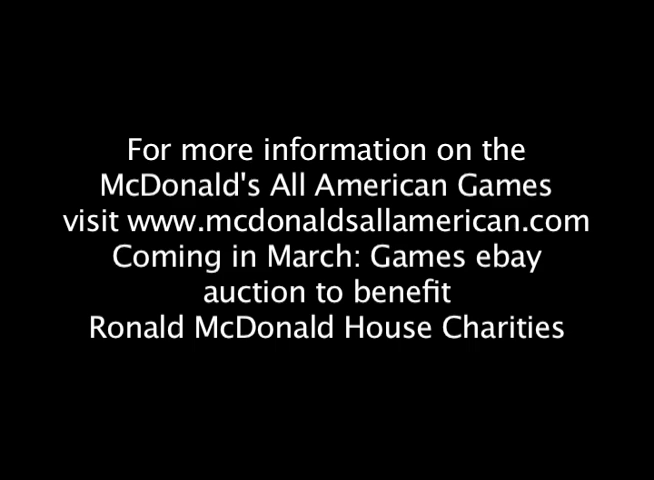 For more information on the
McDonald's All American Games
visit www.mcdonaldsallamerican.com
Coming in March: Games ebay
auction to benefit
Ronald McDonald House Charities